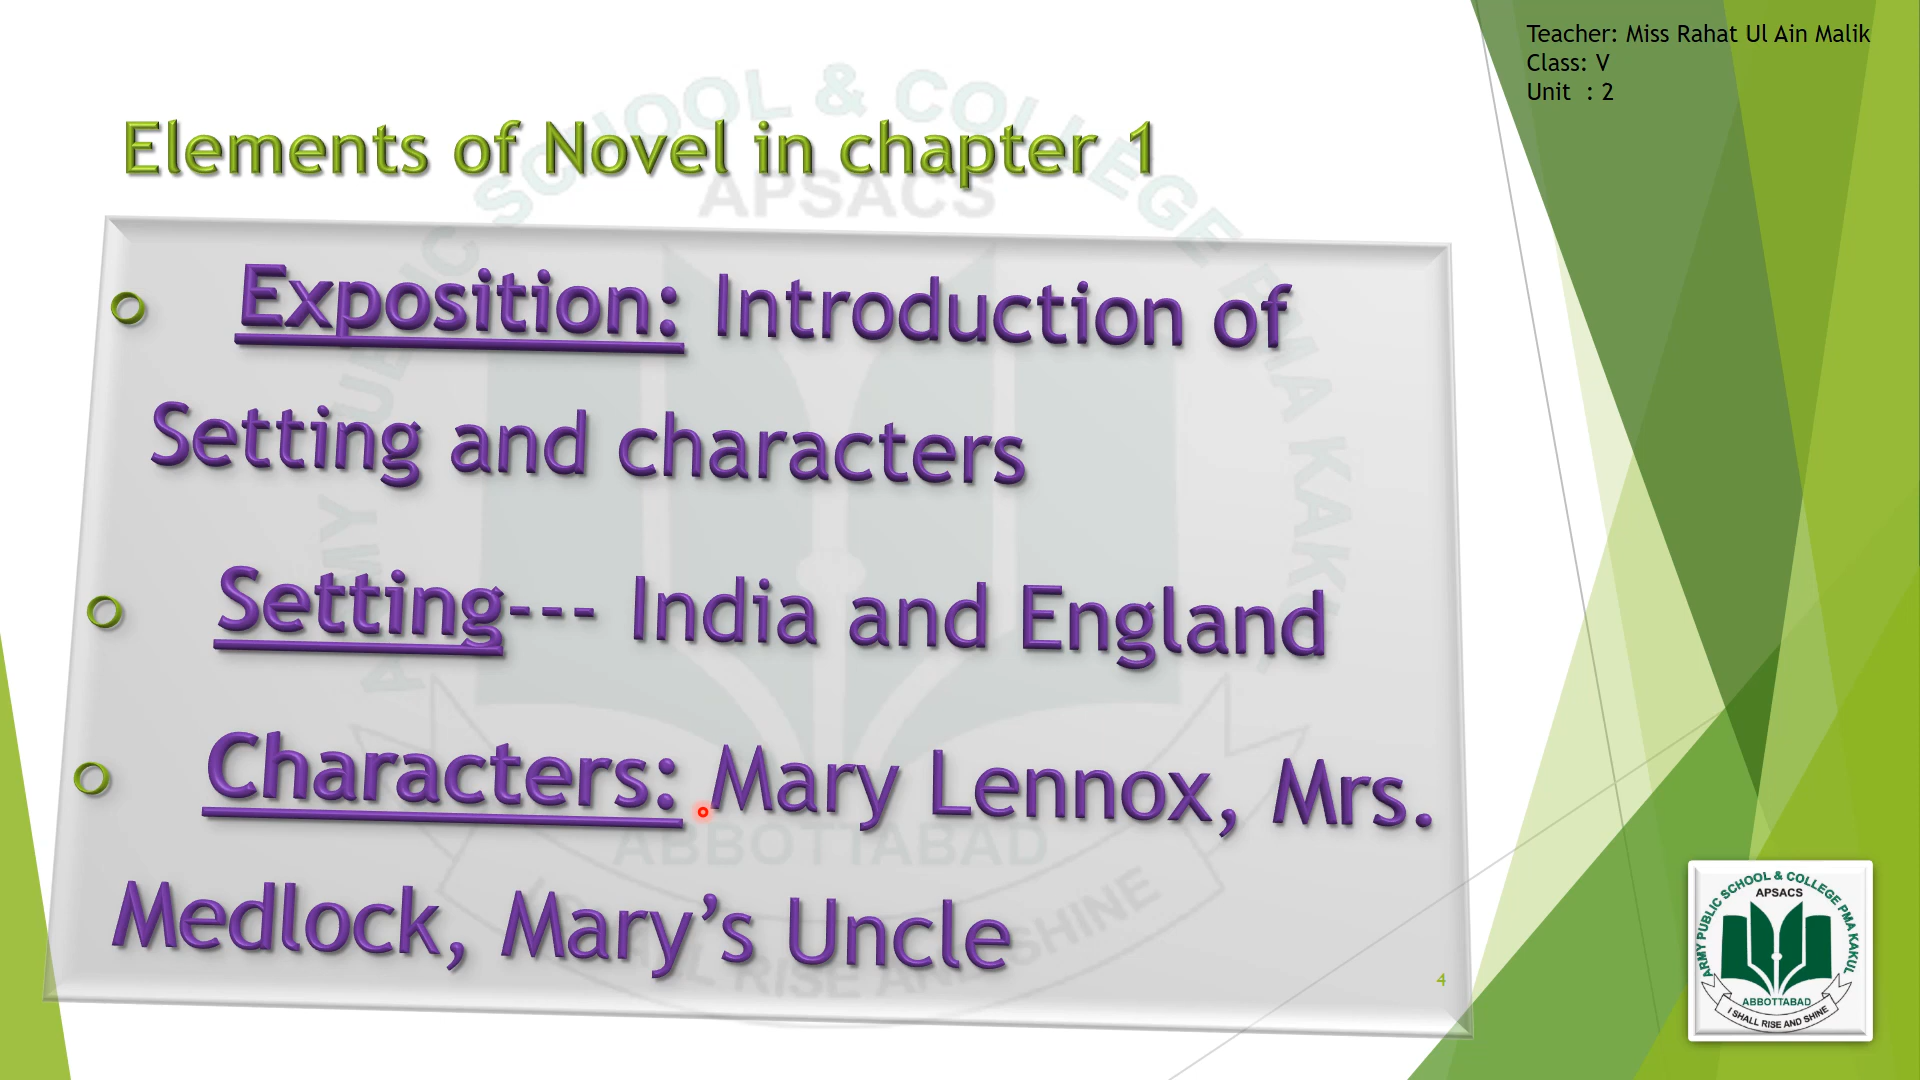 Teacher: Miss Rahat Ul Ain Malik
Class: V
Unit : 2
Elements of Novel in chapter 1
Exposition: Introduction of
Setting and characters
Setting--- India and England
Characters: Mary Lennox, Mrs.
Medlock, Mary’s Uncle
4
ARMY PUBLIC SCHOOL & COLLEGE PMA KAKUL
APSACS
ABBOTTABAD
I SHALL RISE AND SHINE